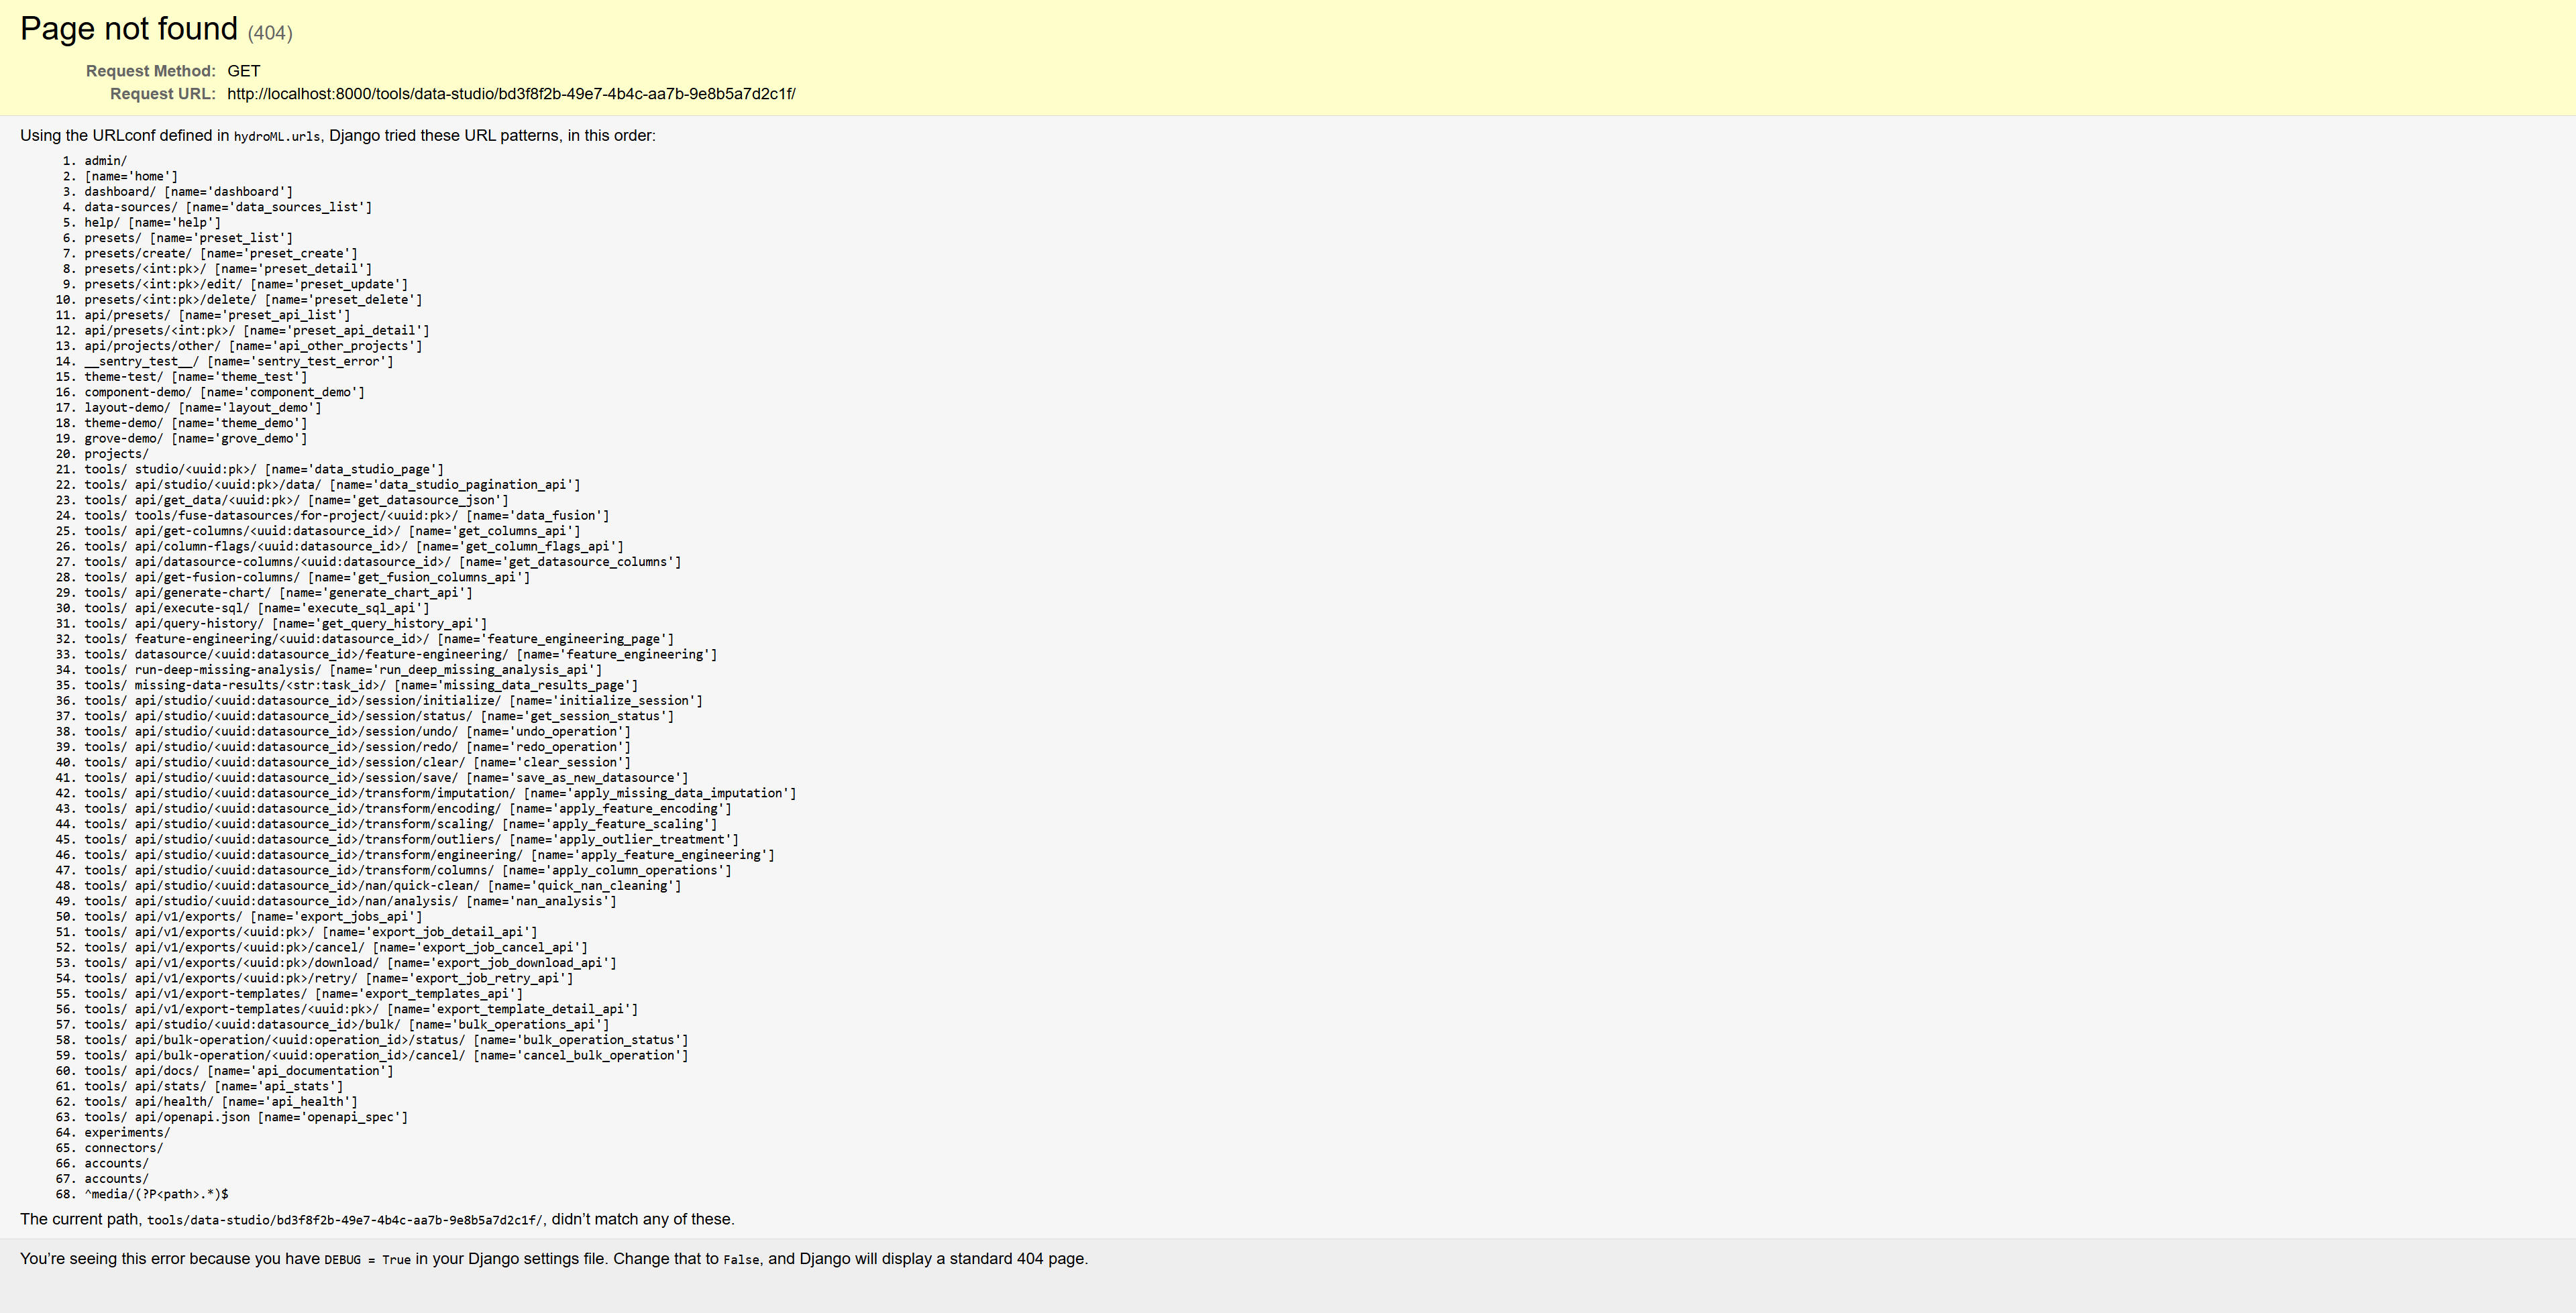 Page not found (404)
Request Method: GET
Request URL: http://localhost:8000/tools/data-studio/bd3f8f2b-49e7-4b4c-aa7b-9e8b5a7d2c1f/
Using the URLconf defined in hydroML.urls, Django tried these URL patterns, in this order:
1. admin/
2. [name='home']
3. dashboard/ [name='dashboard']
4. data-sources/ [name='data_sources_list']
5. help/ [name='help']
6. presets/ [name='preset_list']
7. presets/create/ [name='preset_create']
8. presets/<int:pk>/ [name='preset_detail']
9. presets/<int:pk>/edit/ [name='preset_update']
10. presets/<int:pk>/delete/ [name='preset_delete']
11. api/presets/ [name='preset_api_list']
12. api/presets/<int:pk>/ [name='preset_api_detail']
13. api/projects/other/ [name='api_other_projects']
14. __sentry_test__/ [name='sentry_test_error']
15. theme-test/ [name='theme_test']
16. component-demo/ [name='component_demo']
17. layout-demo/ [name='layout_demo']
18. theme-demo/ [name='theme_demo']
19. grove-demo/ [name='grove_demo']
20. projects/
21. tools/ studio/<uuid:pk>/ [name='data_studio_page']
22. tools/ api/studio/<uuid:pk>/data/ [name='data_studio_pagination_api']
23. tools/ api/get_data/<uuid:pk>/ [name='get_datasource_json']
24. tools/ tools/fuse-datasources/for-project/<uuid:pk>/ [name='data_fusion']
25. tools/ api/get-columns/<uuid:datasource_id>/ [name='get_columns_api']
26. tools/ api/column-flags/<uuid:datasource_id>/ [name='get_column_flags_api']
27. tools/ api/datasource-columns/<uuid:datasource_id>/ [name='get_datasource_columns']
28. tools/ api/get-fusion-columns/ [name='get_fusion_columns_api']
29. tools/ api/generate-chart/ [name='generate_chart_api']
30. tools/ api/execute-sql/ [name='execute_sql_api']
31. tools/ api/query-history/ [name='get_query_history_api']
32. tools/ feature-engineering/<uuid:datasource_id>/ [name='feature_engineering_page']
33. tools/ datasource/<uuid:datasource_id>/feature-engineering/ [name='feature_engineering']
34. tools/ run-deep-missing-analysis/ [name='run_deep_missing_analysis_api']
35. tools/ missing-data-results/<str:task_id>/ [name='missing_data_results_page']
36. tools/ api/studio/<uuid:datasource_id>/session/initialize/ [name='initialize_session']
37. tools/ api/studio/<uuid:datasource_id>/session/status/ [name='get_session_status']
38. tools/ api/studio/<uuid:datasource_id>/session/undo/ [name='undo_operation']
39. tools/ api/studio/<uuid:datasource_id>/session/redo/ [name='redo_operation']
40. tools/ api/studio/<uuid:datasource_id>/session/clear/ [name='clear_session']
41. tools/ api/studio/<uuid:datasource_id>/session/save/ [name='save_as_new_datasource']
42. tools/ api/studio/<uuid:datasource_id>/transform/imputation/ [name='apply_missing_data_imputation']
43. tools/ api/studio/<uuid:datasource_id>/transform/encoding/ [name='apply_feature_encoding']
44. tools/ api/studio/<uuid:datasource_id>/transform/scaling/ [name='apply_feature_scaling']
45. tools/ api/studio/<uuid:datasource_id>/transform/outliers/ [name='apply_outlier_treatment']
46. tools/ api/studio/<uuid:datasource_id>/transform/engineering/ [name='apply_feature_engineering']
47. tools/ api/studio/<uuid:datasource_id>/transform/columns/ [name='apply_column_operations']
48. tools/ api/studio/<uuid:datasource_id>/nan/quick-clean/ [name='quick_nan_cleaning']
49. tools/ api/studio/<uuid:datasource_id>/nan/analysis/ [name='nan_analysis']
50. tools/ api/v1/exports/ [name='export_jobs_api']
51. tools/ api/v1/exports/<uuid:pk>/ [name='export_job_detail_api']
52. tools/ api/v1/exports/<uuid:pk>/cancel/ [name='export_job_cancel_api']
53. tools/ api/v1/exports/<uuid:pk>/download/ [name='export_job_download_api']
54. tools/ api/v1/exports/<uuid:pk>/retry/ [name='export_job_retry_api']
55. tools/ api/v1/export-templates/ [name='export_templates_api']
56. tools/ api/v1/export-templates/<uuid:pk>/ [name='export_template_detail_api']
57. tools/ api/studio/<uuid:datasource_id>/bulk/ [name='bulk_operations_api']
58. tools/ api/bulk-operation/<uuid:operation_id>/status/ [name='bulk_operation_status']
59. tools/ api/bulk-operation/<uuid:operation_id>/cancel/ [name='cancel_bulk_operation']
60. tools/ api/docs/ [name='api_documentation']
61. tools/ api/stats/ [name='api_stats']
62. tools/ api/health/ [name='api_health']
63. tools/ api/openapi.json [name='openapi_spec']
64. experiments/
65. connectors/
66. accounts/
67. accounts/
68. ^media/(?P<path>.*)$
The current path, tools/data-studio/bd3f8f2b-49e7-4b4c-aa7b-9e8b5a7d2c1f/, didn’t match any of these.
You’re seeing this error because you have DEBUG = True in your Django settings file. Change that to False, and Django will display a standard 404 page.